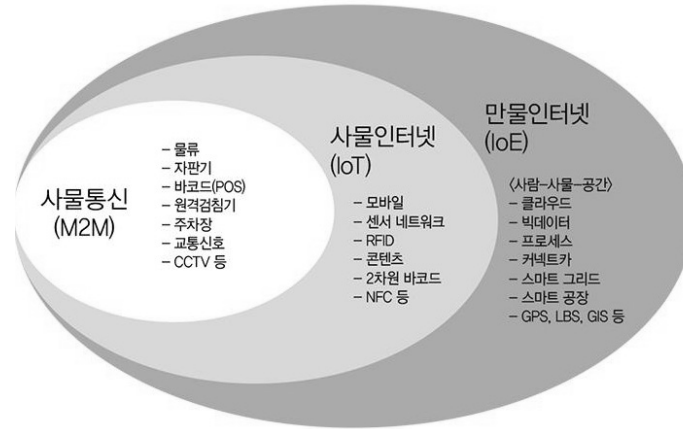 사물통신
(M2M)
– 물류
– 자판기
– 바코드(POS)
– 원격검침기
– 주차장
– 교통신호
– CCTV 등
사물인터넷
(IoT)
– 모바일
– 센서 네트워크
– RFID
– 콘텐츠
– 2차원 바코드
– NFC 등
만물인터넷
(IoE)
〈사람–사물–공간〉
– 클라우드
– 빅데이터
– 프로세스
– 커넥트카
– 스마트 그리드
– 스마트 공장
– GPS, LBS, GIS 등